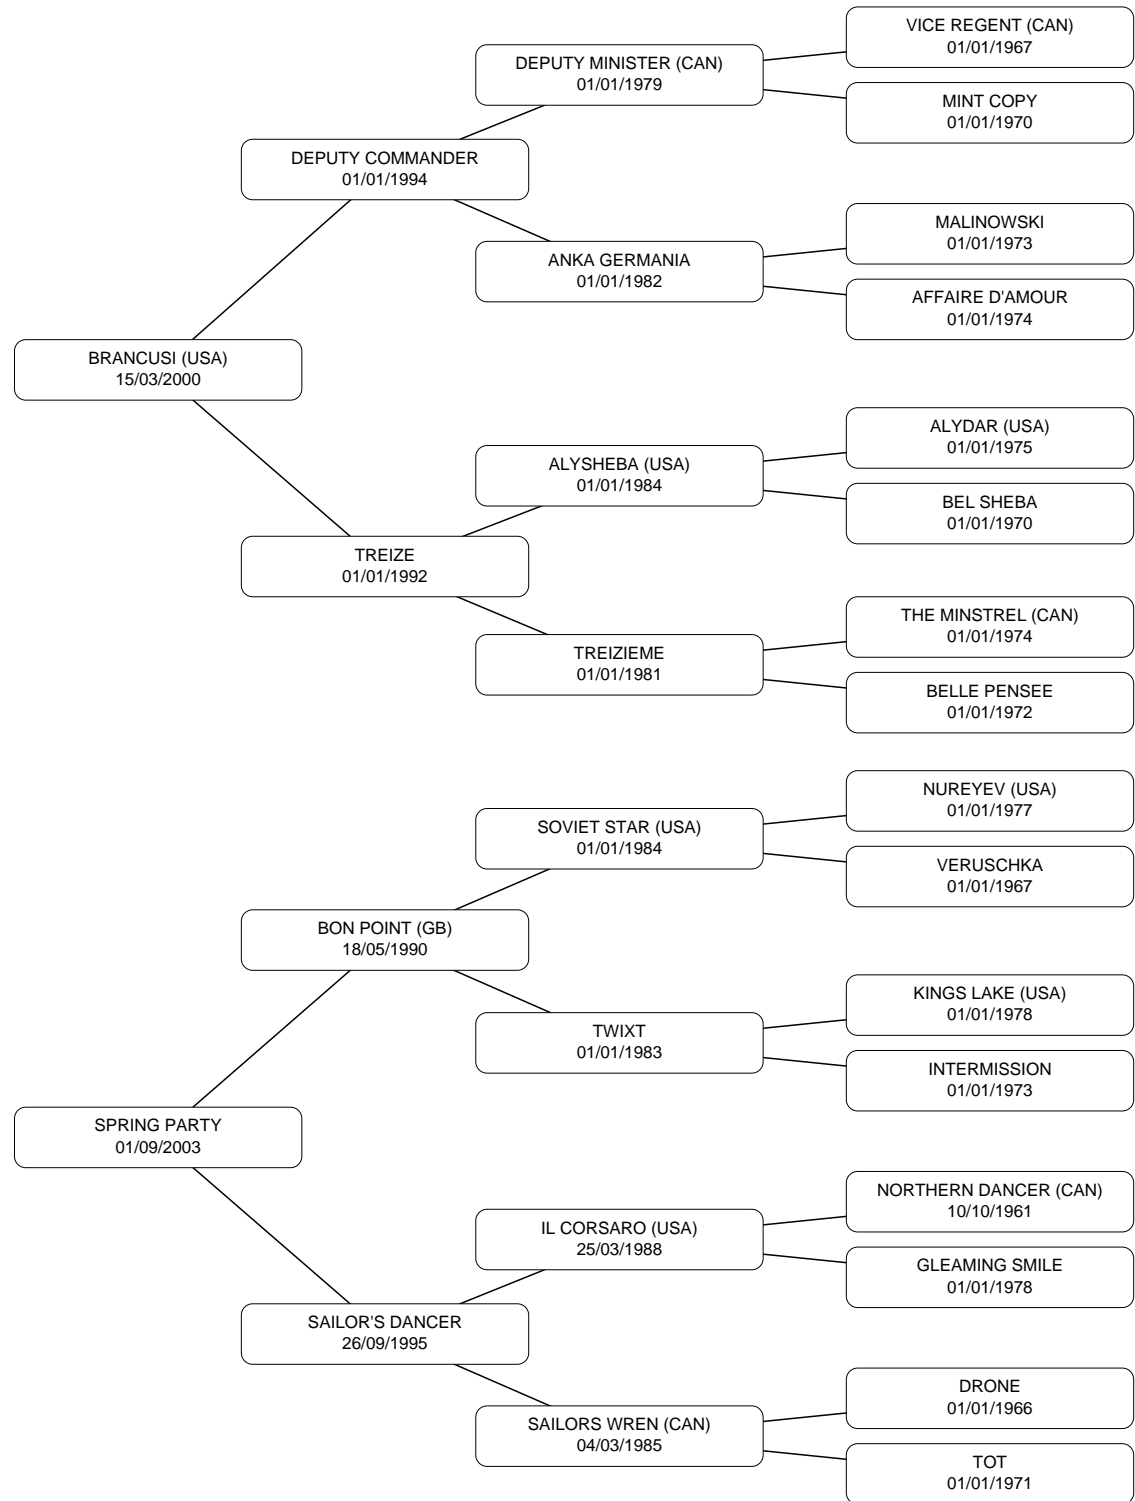 VICE REGENT (CAN)
01/01/1967
DEPUTY MINISTER (CAN)
01/01/1979
MINT COPY
01/01/1970
DEPUTY COMMANDER
01/01/1994
MALINOWSKI
01/01/1973
ANKA GERMANIA
01/01/1982
AFFAIRE D'AMOUR
01/01/1974
BRANCUSI (USA)
15/03/2000
ALYDAR (USA)
01/01/1975
ALYSHEBA (USA)
01/01/1984
BEL SHEBA
01/01/1970
TREIZE
01/01/1992
THE MINSTREL (CAN)
01/01/1974
TREIZIEME
01/01/1981
BELLE PENSEE
01/01/1972
NUREYEV (USA)
01/01/1977
SOVIET STAR (USA)
01/01/1984
VERUSCHKA
01/01/1967
BON POINT (GB)
18/05/1990
KINGS LAKE (USA)
01/01/1978
TWIXT
01/01/1983
INTERMISSION
01/01/1973
SPRING PARTY
01/09/2003
NORTHERN DANCER (CAN)
10/10/1961
IL CORSARO (USA)
25/03/1988
GLEAMING SMILE
01/01/1978
SAILOR'S DANCER
26/09/1995
DRONE
01/01/1966
SAILORS WREN (CAN)
04/03/1985
TOT
01/01/1971